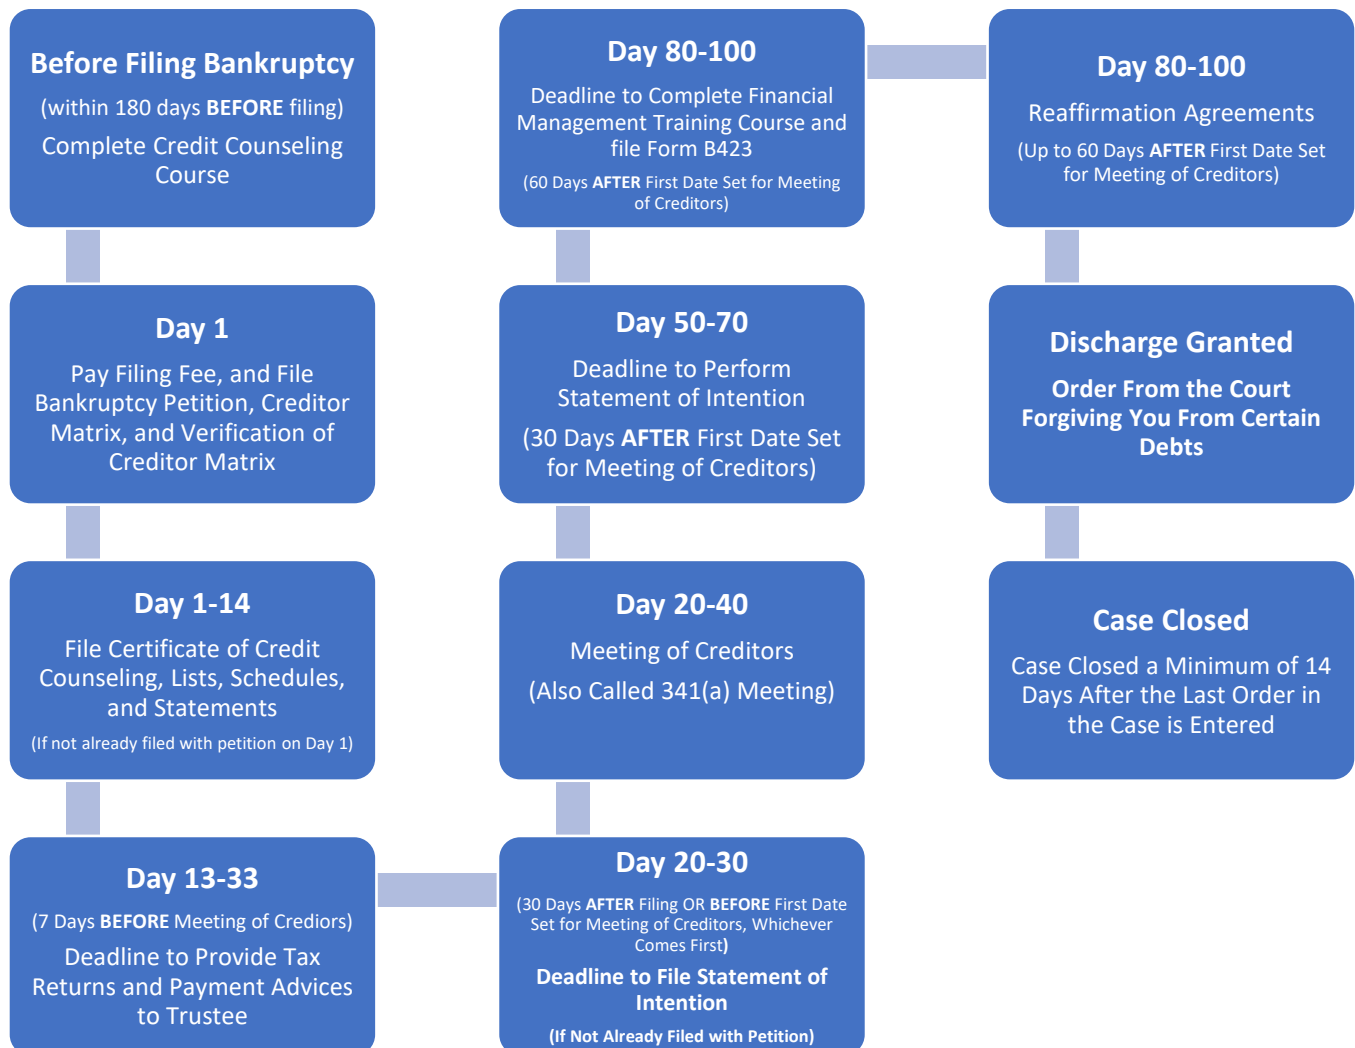 Before Filing Bankruptcy
(within 180 days BEFORE filing)
Complete Credit Counseling
Course
Day 1
Pay Filing Fee, and File
Bankruptcy Petition, Creditor
Matrix, and Verification of
Creditor Matrix
Day 1-14
File Certificate of Credit
Counseling, Lists, Schedules,
and Statements
(If not already filed with petition on Day 1)
Day 13-33
(7 Days BEFORE Meeting of Crediors)
Deadline to Provide Tax
Returns and Payment Advices
to Trustee
Day 20-30
(30 Days AFTER Filing OR BEFORE First Date
Set for Meeting of Creditors, Whichever
Comes First)
Deadline to File Statement of
Intention
(If Not Already Filed with Petition)
Day 20-40
Meeting of Creditors
(Also Called 341(a) Meeting)
Day 50-70
Deadline to Perform
Statement of Intention
(30 Days AFTER First Date Set
for Meeting of Creditors)
Day 80-100
Deadline to Complete Financial
Management Training Course and
file Form B423
(60 Days AFTER First Date Set for Meeting
of Creditors)
Day 80-100
Reaffirmation Agreements
(Up to 60 Days AFTER First Date Set
for Meeting of Creditors)
Discharge Granted
Order From the Court
Forgiving You From Certain
Debts
Case Closed
Case Closed a Minimum of 14
Days After the Last Order in
the Case is Entered